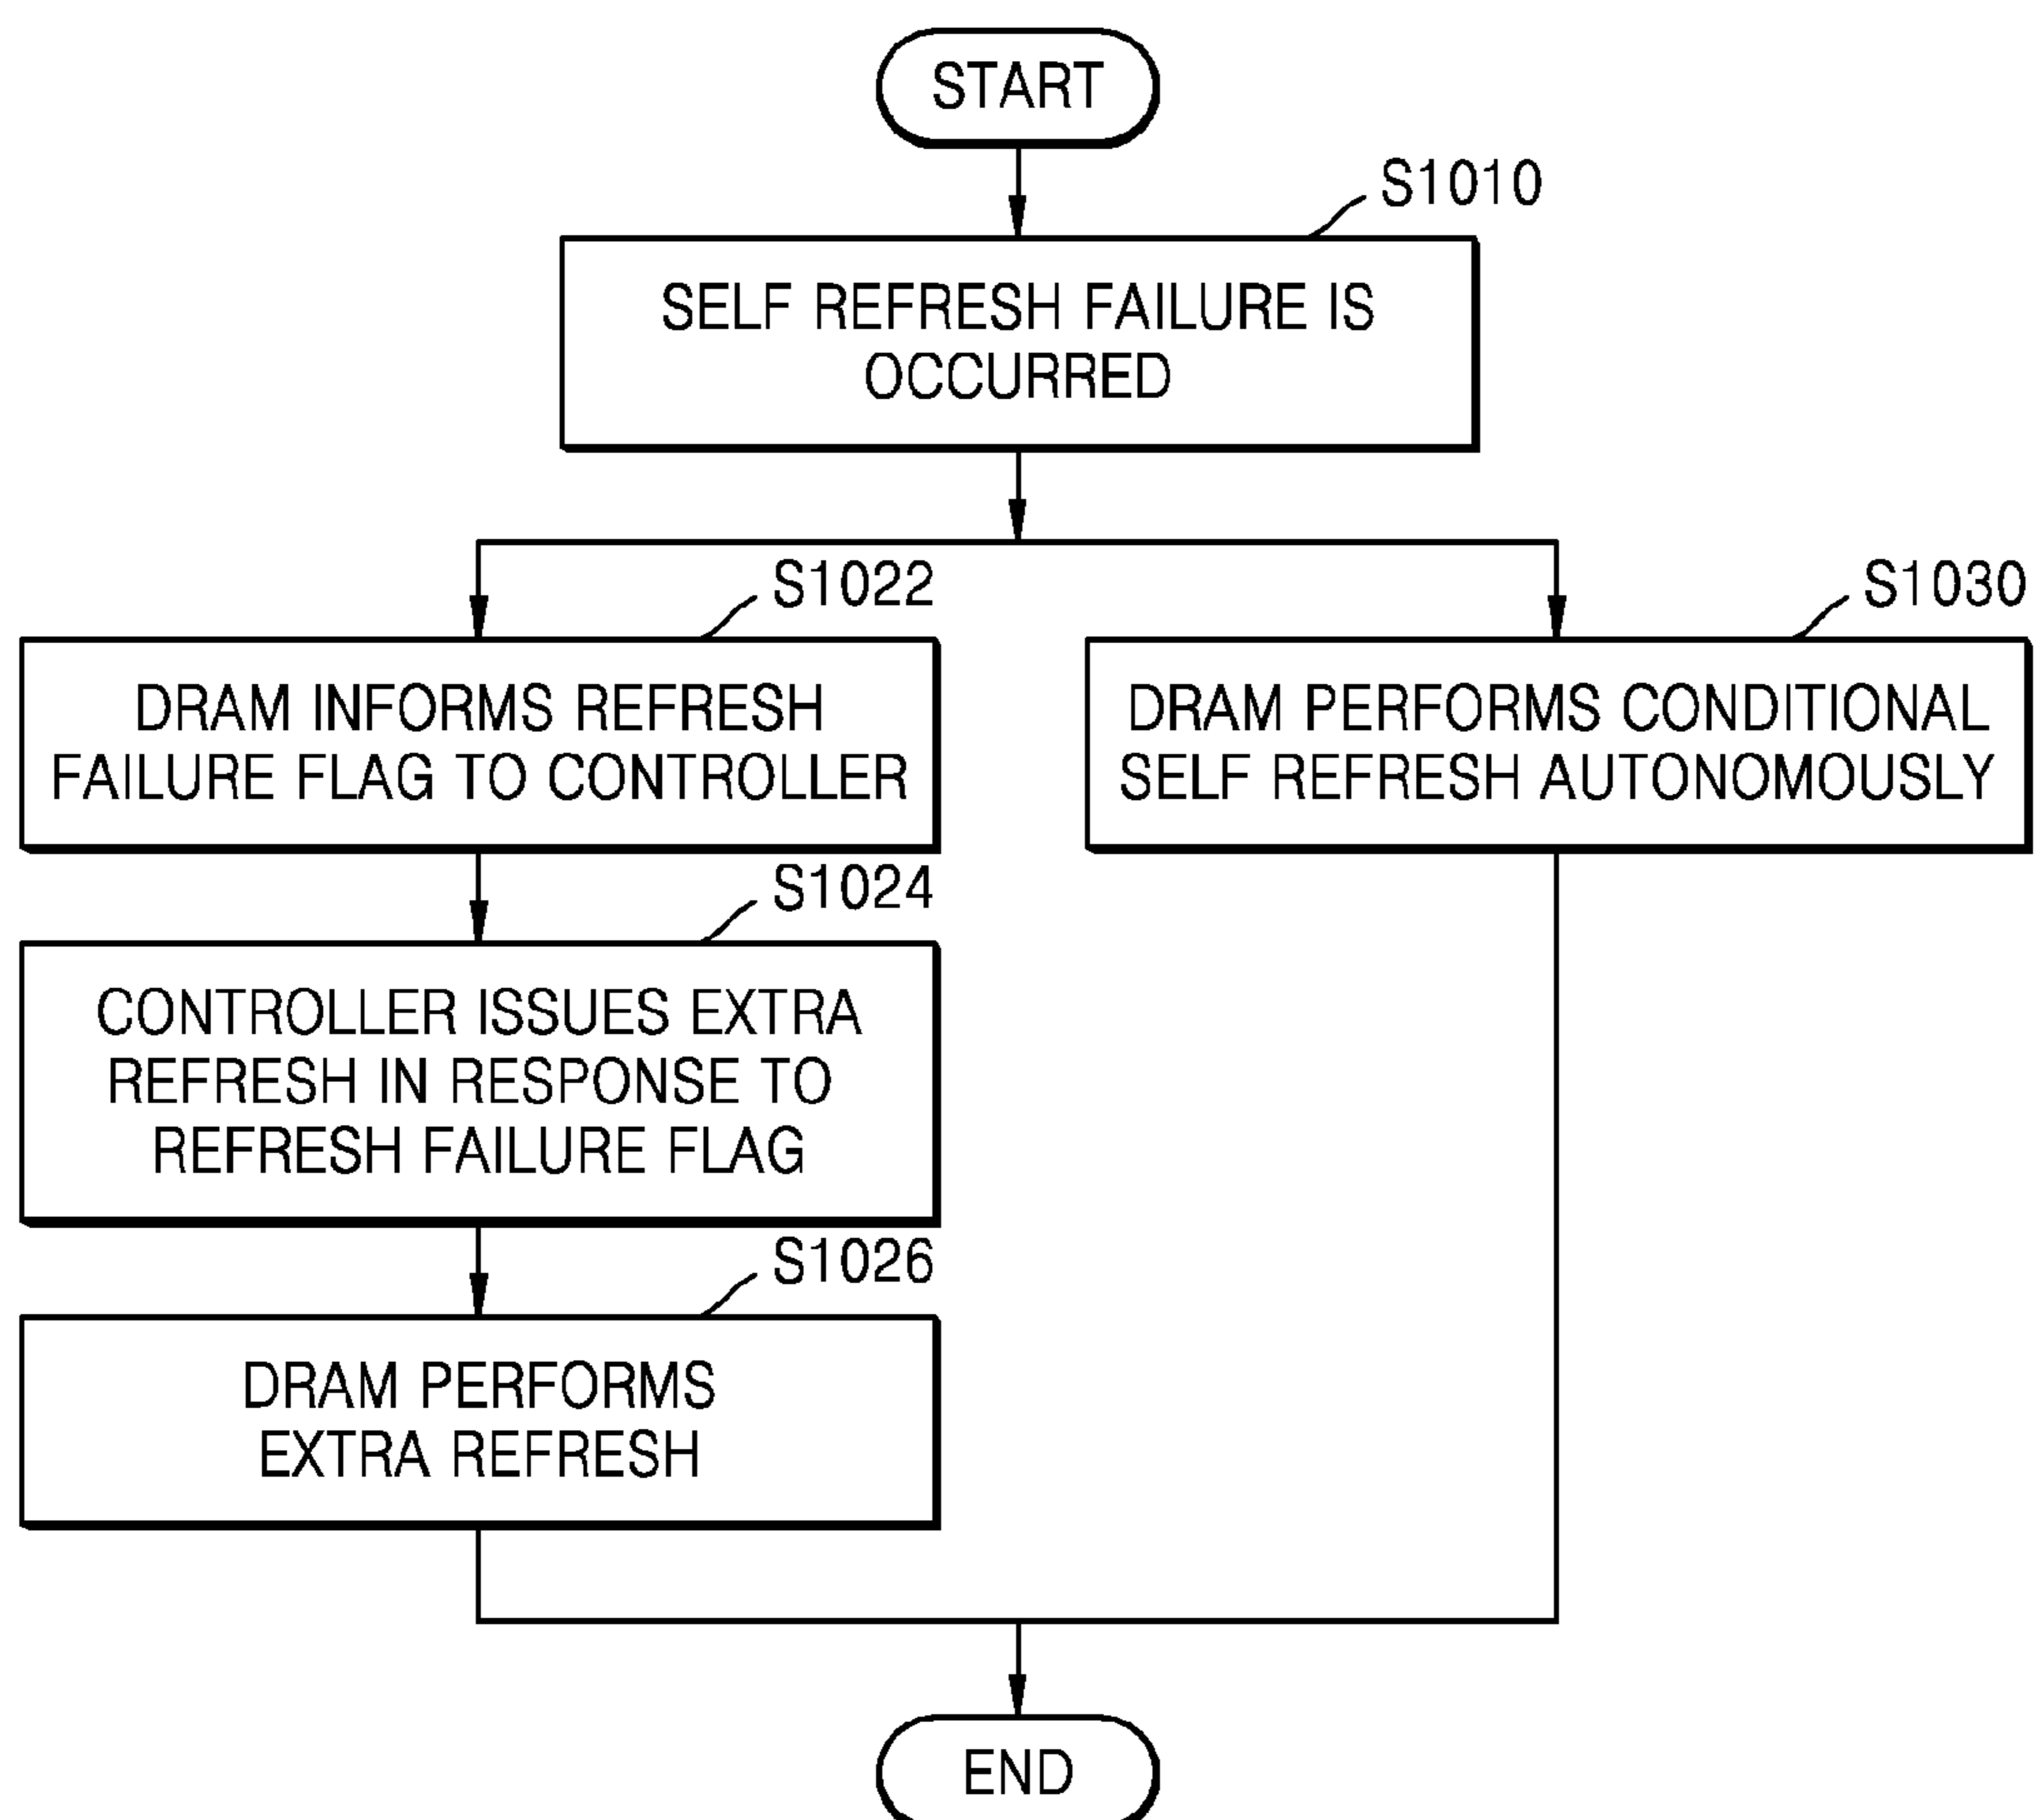 START
S1010
SELF REFRESH FAILURE IS
OCCURRED
S1022
DRAM INFORMS REFRESH
FAILURE FLAG TO CONTROLLER
S1030
DRAM PERFORMS CONDITIONAL
SELF REFRESH AUTONOMOUSLY
S1024
CONTROLLER ISSUES EXTRA
REFRESH IN RESPONSE TO
REFRESH FAILURE FLAG
S1026
DRAM PERFORMS
EXTRA REFRESH
END